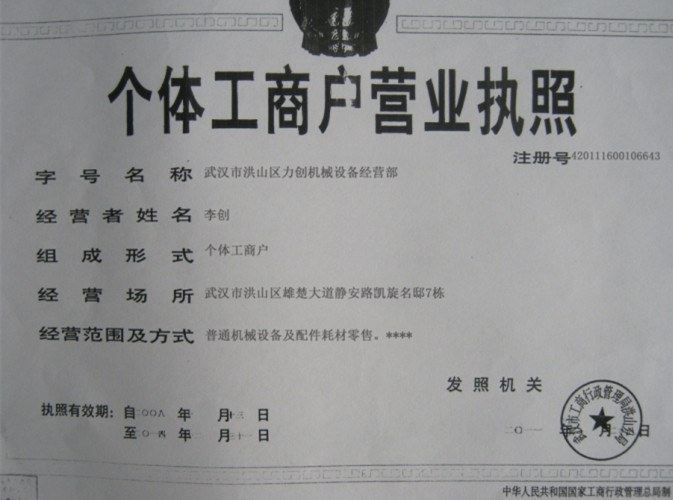 个体工商户营业执照
注册号420111600106643
字号名称 武汉市洪山区力创机械设备经营部
经营者姓名 李创
组成形式 个体工商户
经营场所 武汉市洪山区雄楚大道静安路凯旋名邸7栋
经营范围及方式 普通机械设备及配件耗材零售。****
发照机关
执照有效期：自 年 月 日
至 年 月 日
年 月 日
中华人民共和国国家工商行政管理总局制